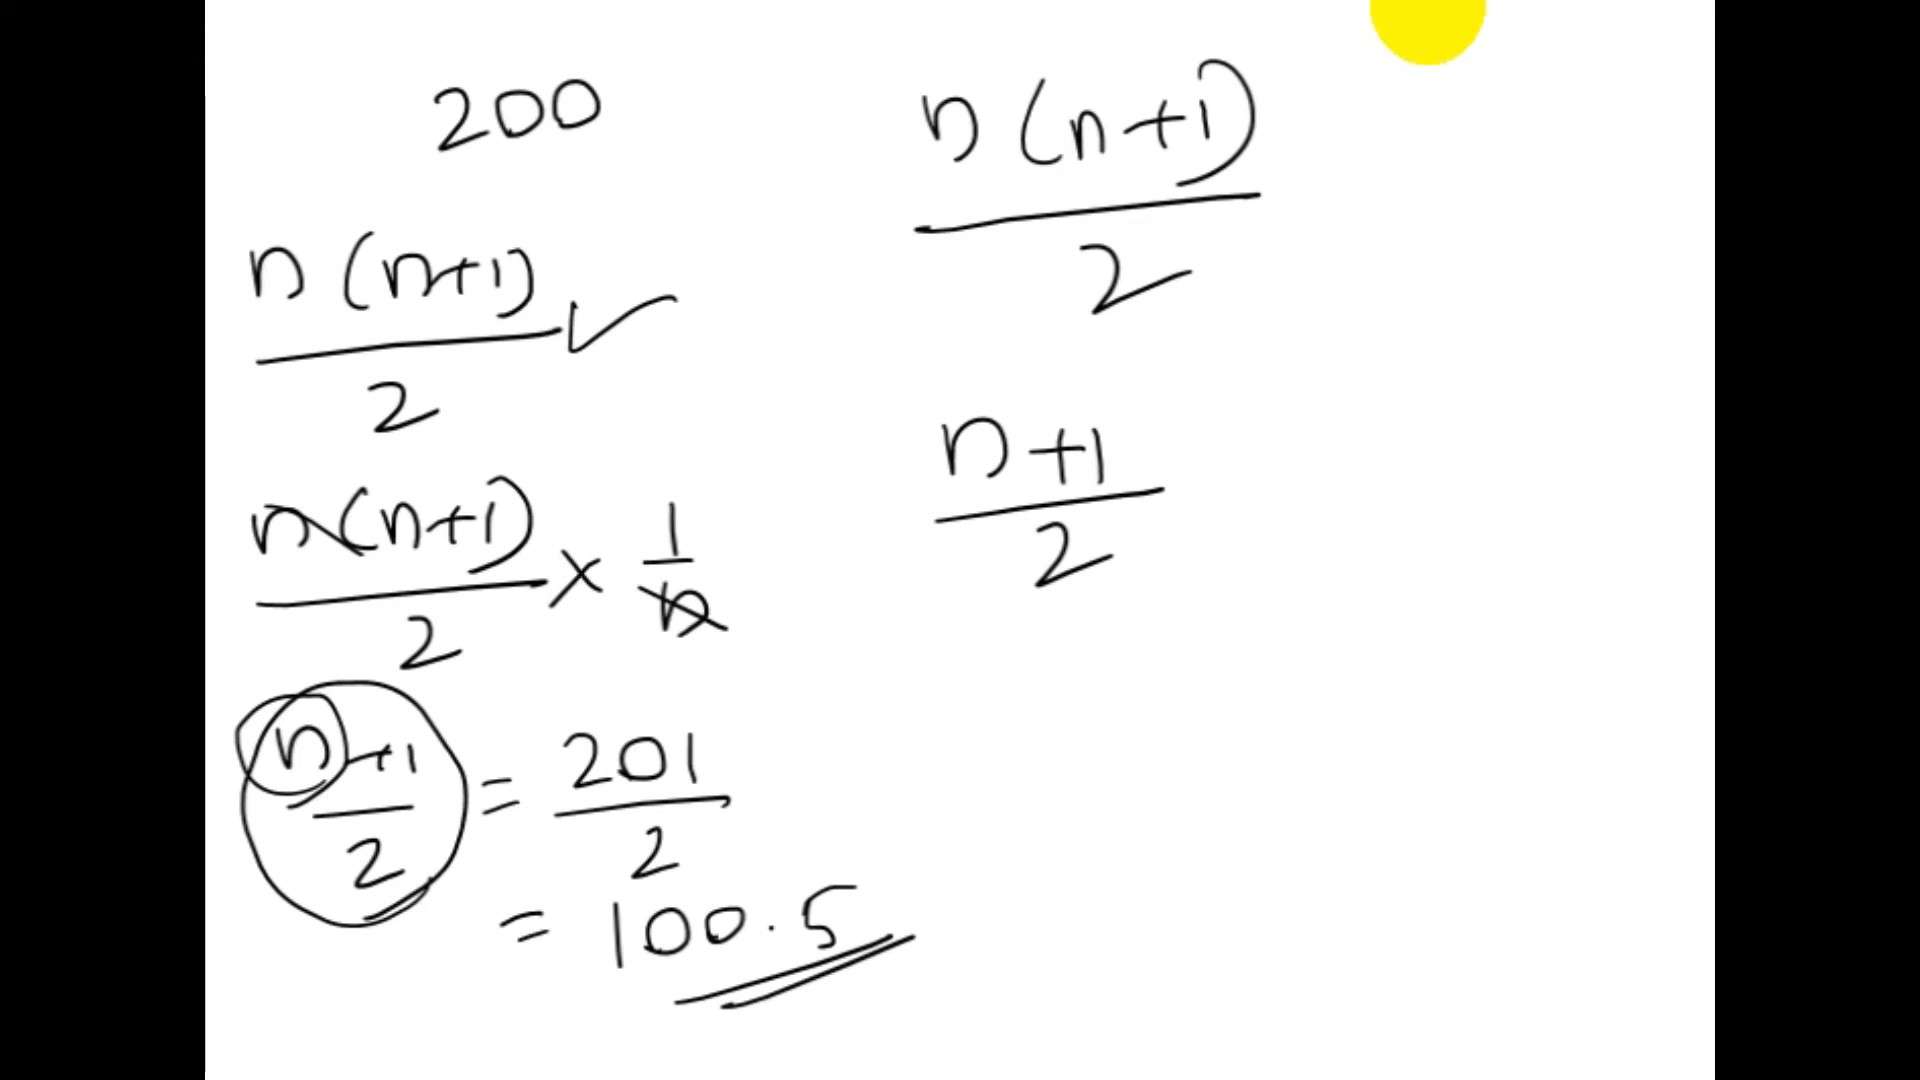 200
n(n+1)
2
n(n+1) × 1
2 n
n+1 = 201
2 2
= 100.5
n(n+1)
2
n+1
2